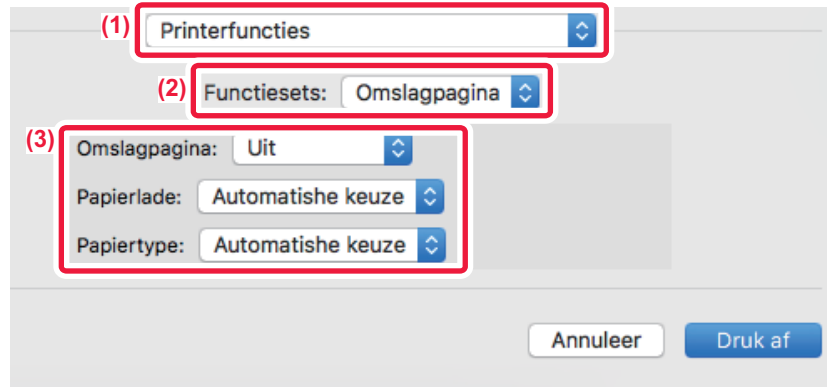 (1) Printerfuncties
(2) Functiesets: Omslagpagina
(3) Omslagpagina: Uit
Papierlade: Automatishe keuze
Papiertype: Automatishe keuze
Annuleer Druk af